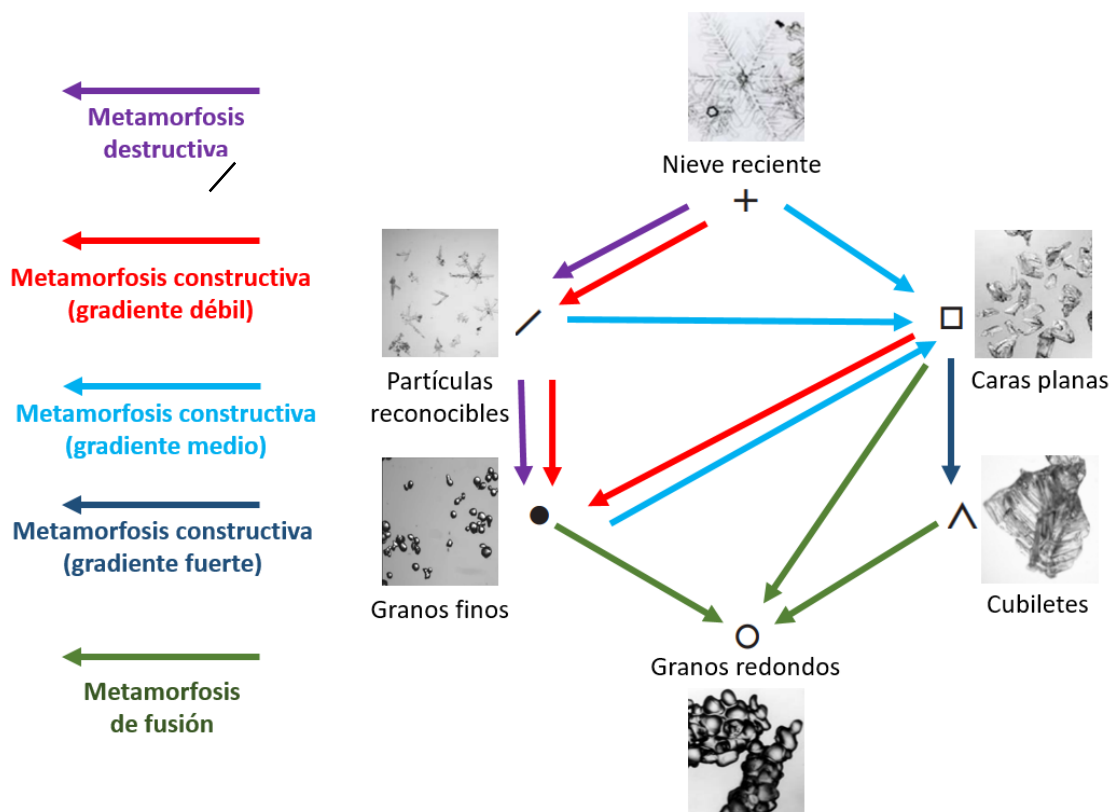 Metamorfosis
destructiva
Metamorfosis constructiva
(gradiente débil)
Metamorfosis constructiva
(gradiente medio)
Metamorfosis constructiva
(gradiente fuerte)
Metamorfosis
de fusión
Nieve reciente
Partículas
reconocibles
Caras planas
Granos finos
Cubiletes
Granos redondos